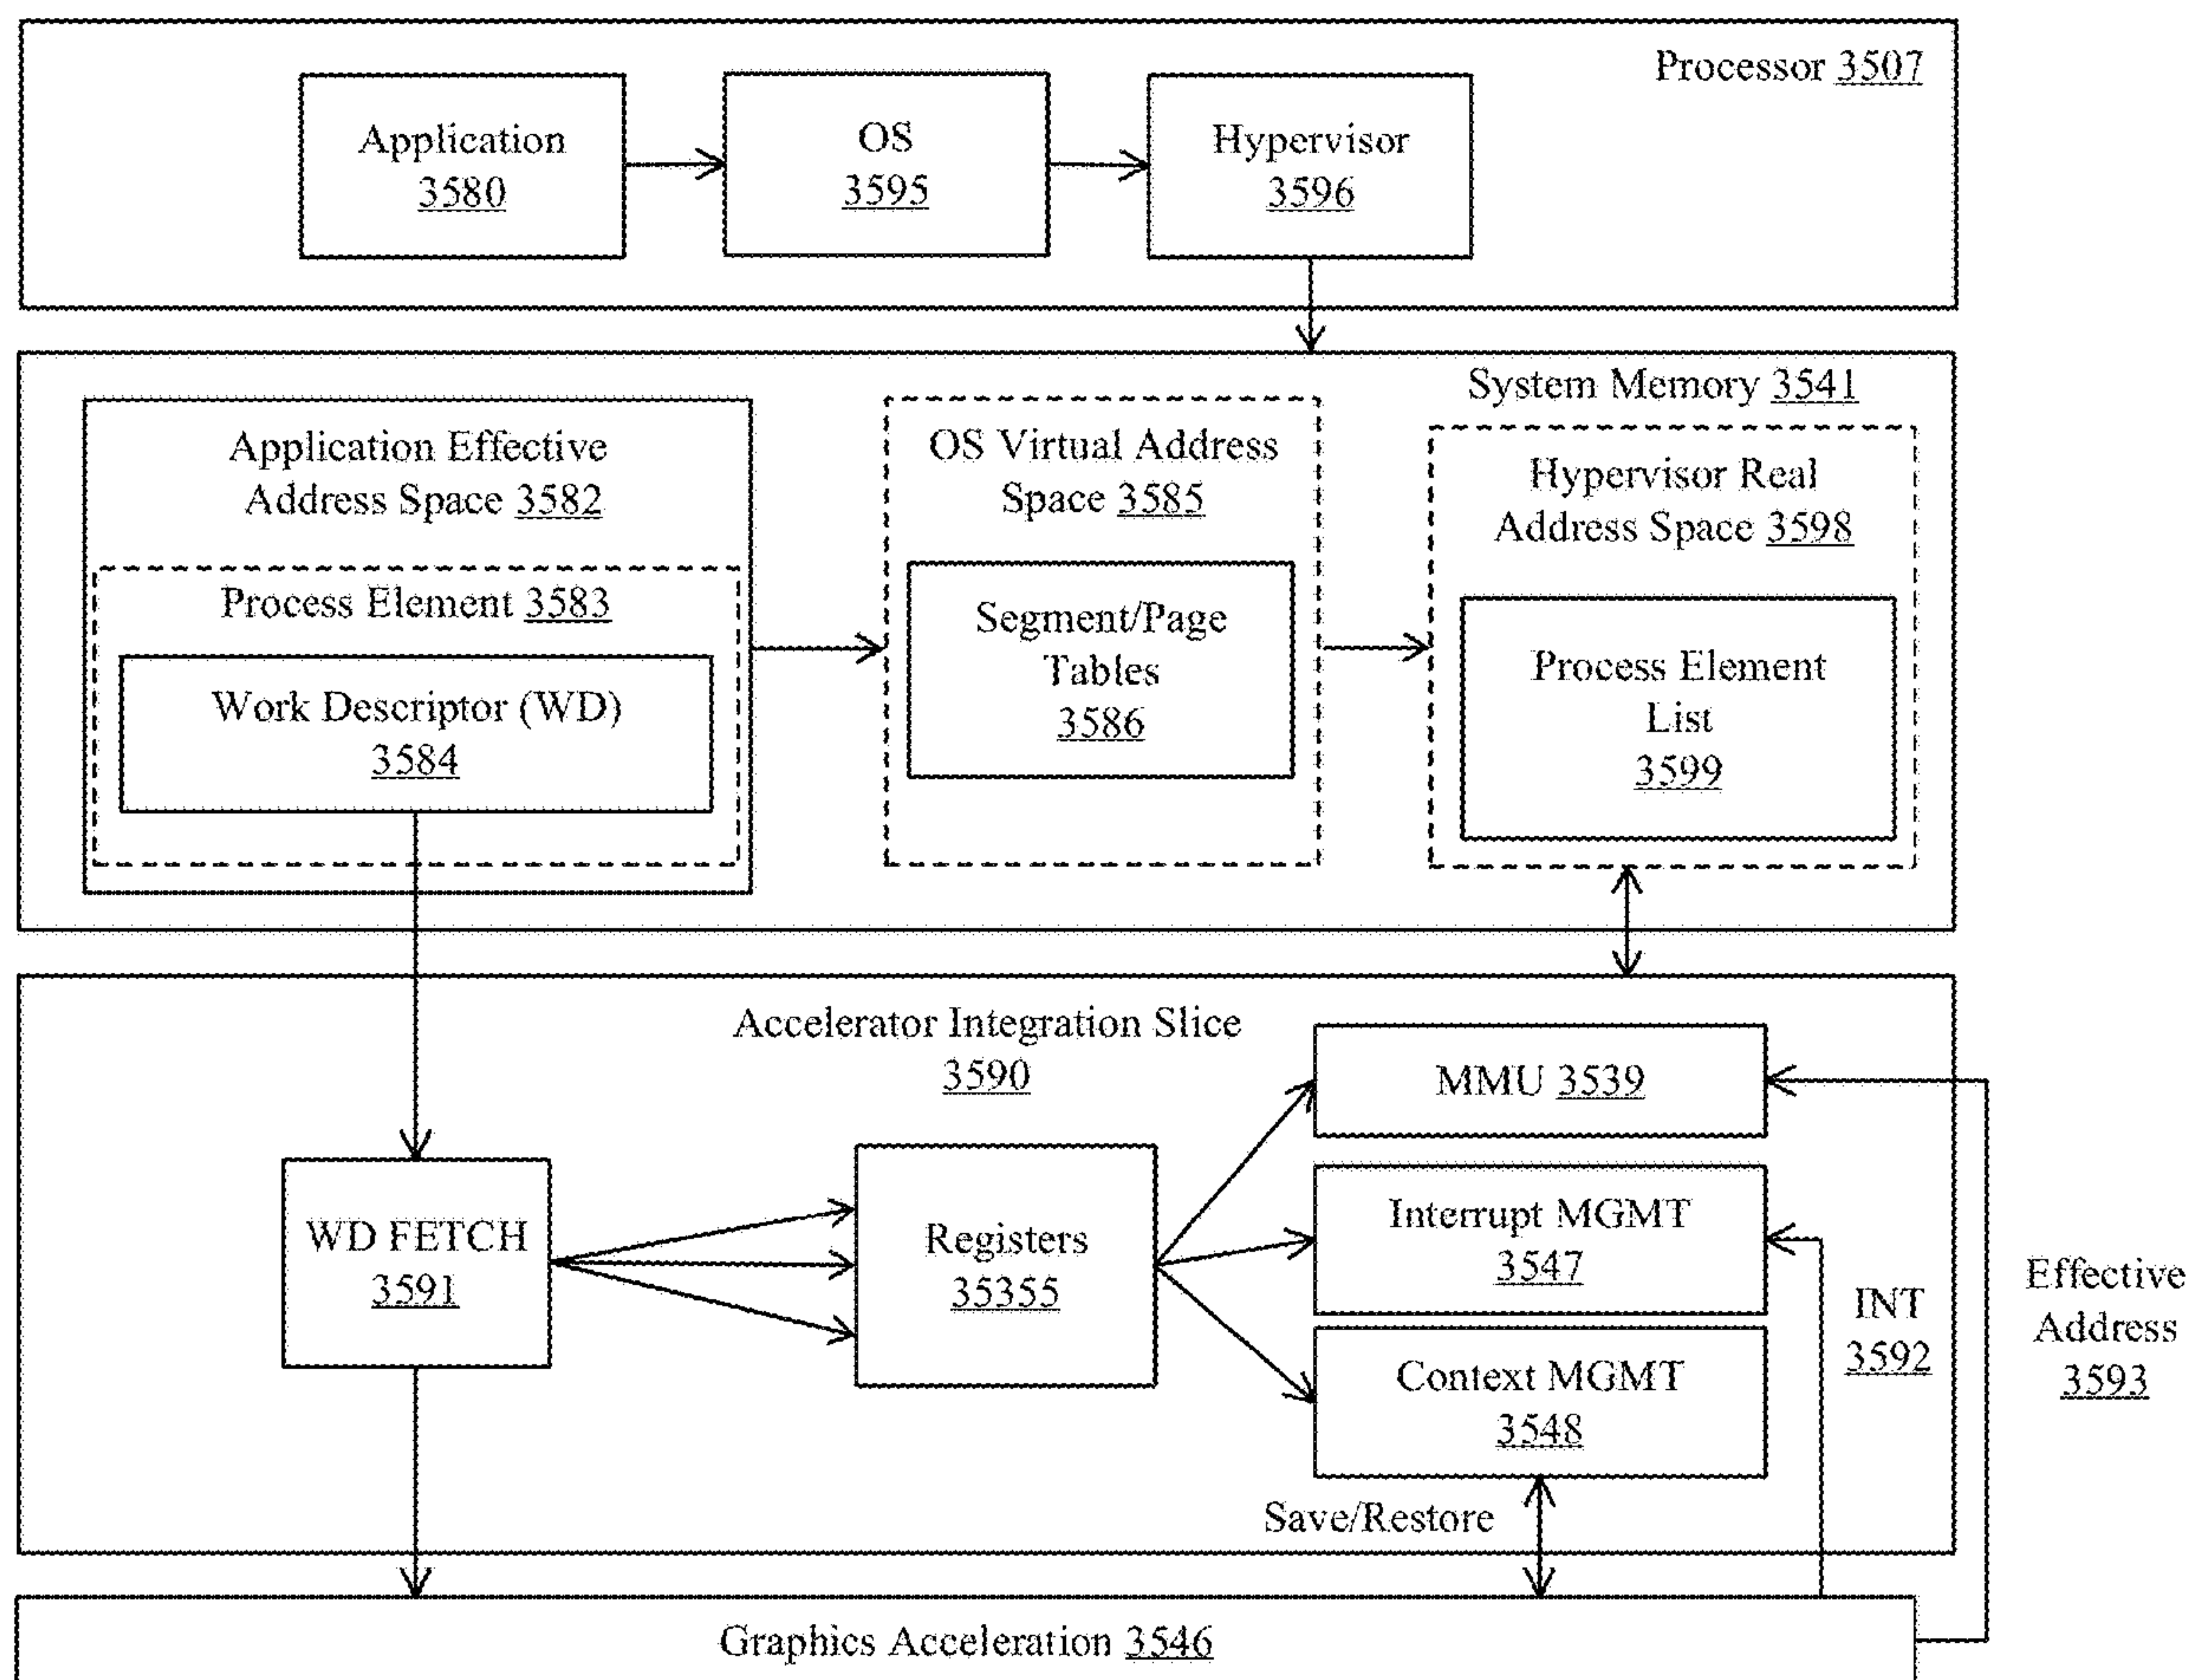 Processor 3507
Application
3580
OS
3595
Hypervisor
3596
System Memory 3541
Application Effective
Address Space 3582
Process Element 3583
Work Descriptor (WD)
3584
OS Virtual Address
Space 3585
Segment/Page
Tables
3586
Hypervisor Real
Address Space 3598
Process Element
List
3599
Accelerator Integration Slice
3590
WD FETCH
3591
Registers
35355
MMU 3539
Interrupt MGMT
3547
Context MGMT
3548
Save/Restore
INT
3592
Effective
Address
3593
Graphics Acceleration 3546